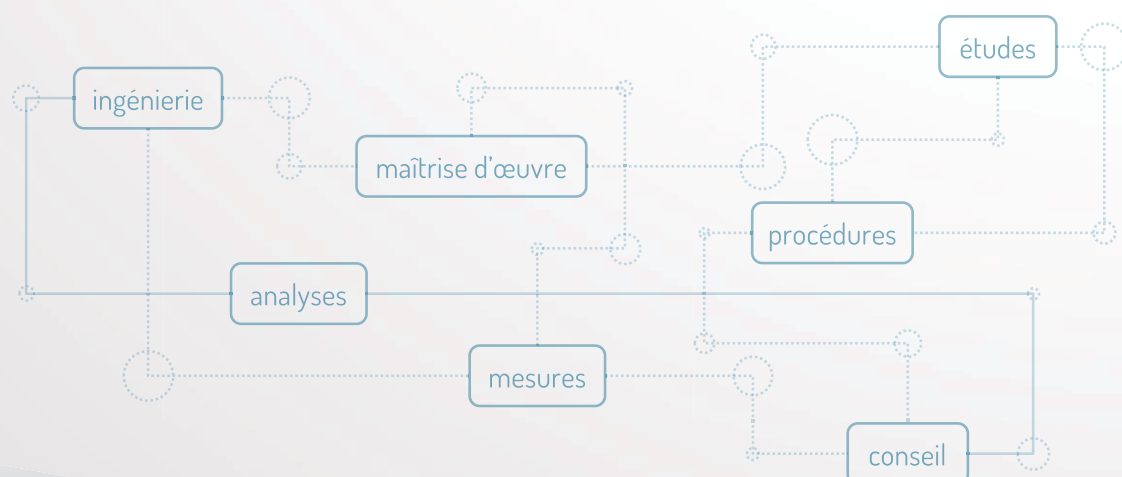 études
ingénierie
maîtrise d'œuvre
procédures
analyses
mesures
conseil